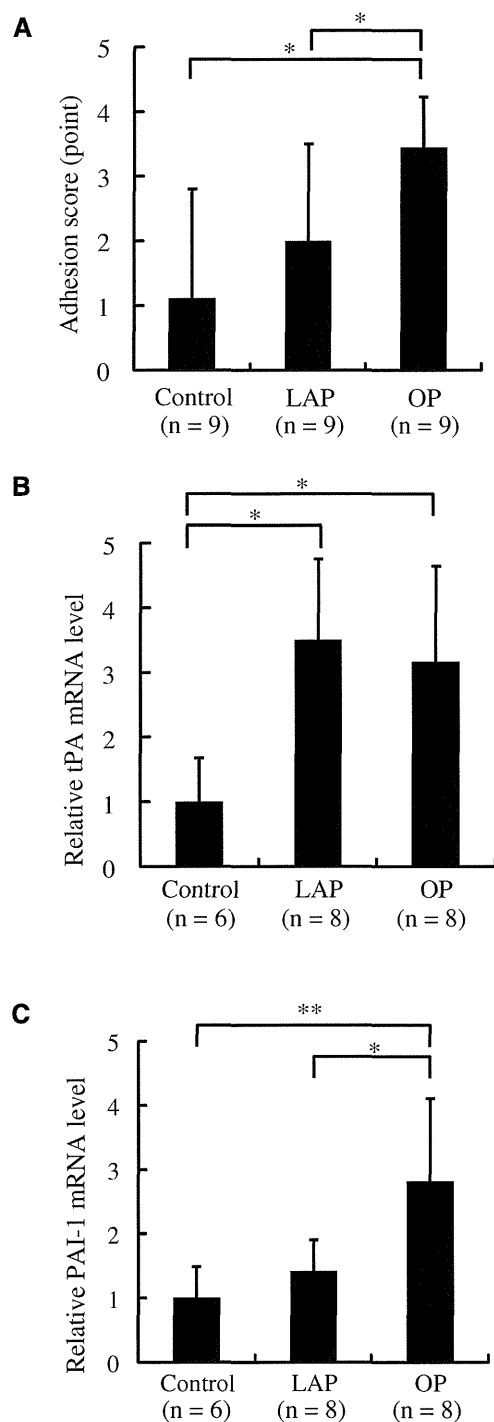 A
*
*
5
4
3
2
1
0
Adhesion score (point)
Control LAP OP
(n = 9) (n = 9) (n = 9)
B
*
*
5
4
3
2
1
0
Relative tPA mRNA level
Control LAP OP
(n = 6) (n = 8) (n = 8)
C
**
*
5
4
3
2
1
0
Relative PAI-1 mRNA level
Control LAP OP
(n = 6) (n = 8) (n = 8)